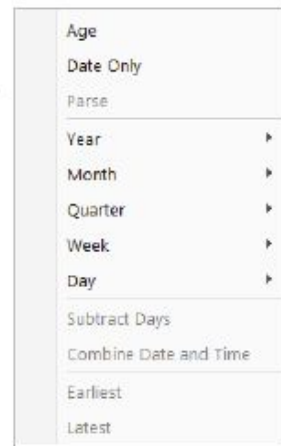 Age
Date Only
Parse
Year
Month
Quarter
Week
Day
Subtract Days
Combine Date and Time
Earliest
Latest